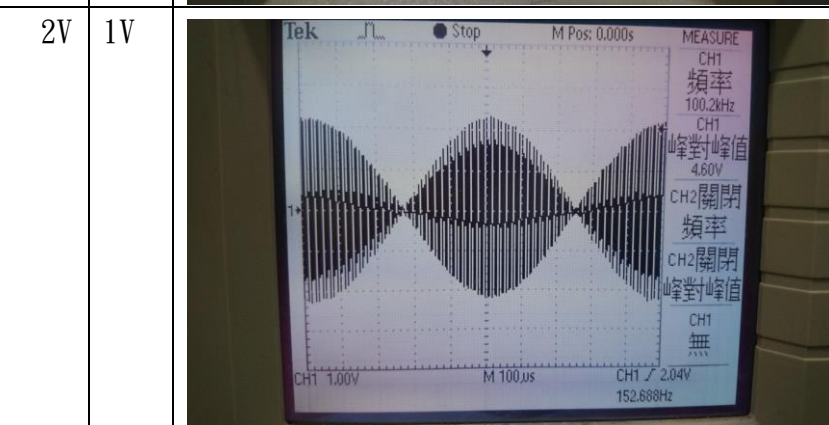 2V 1V
Tek Stop M Pos: 0.000s MEASURE
CH1
頻率
100.2kHz
CH1
峰對峰值
4.60V
CH2關閉
頻率
CH2關閉
峰對峰值
CH1
無
1
CH1 1.00V M 100µs CH1 2.04V
152.688Hz